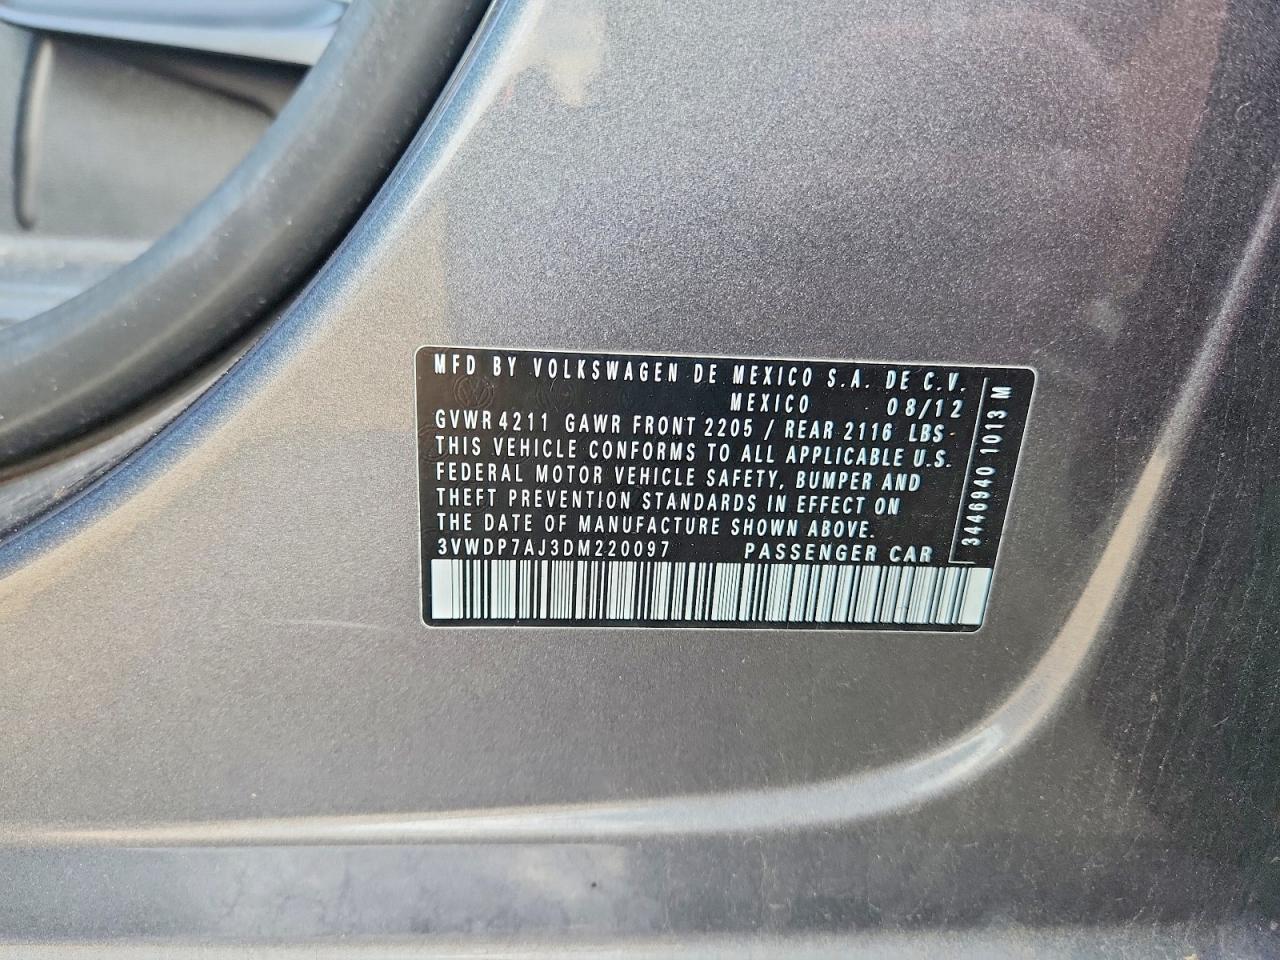 MFD BY VOLKSWAGEN DE MEXICO S.A. DE C.V.
MEXICO 08/12
GVWR 4211 GAWR FRONT 2205 / REAR 2116 LBS
THIS VEHICLE CONFORMS TO ALL APPLICABLE U.S.
FEDERAL MOTOR VEHICLE SAFETY, BUMPER AND
THEFT PREVENTION STANDARDS IN EFFECT ON
THE DATE OF MANUFACTURE SHOWN ABOVE.
3VWDP7AJ3DM220097 PASSENGER CAR
3446940 1013 M